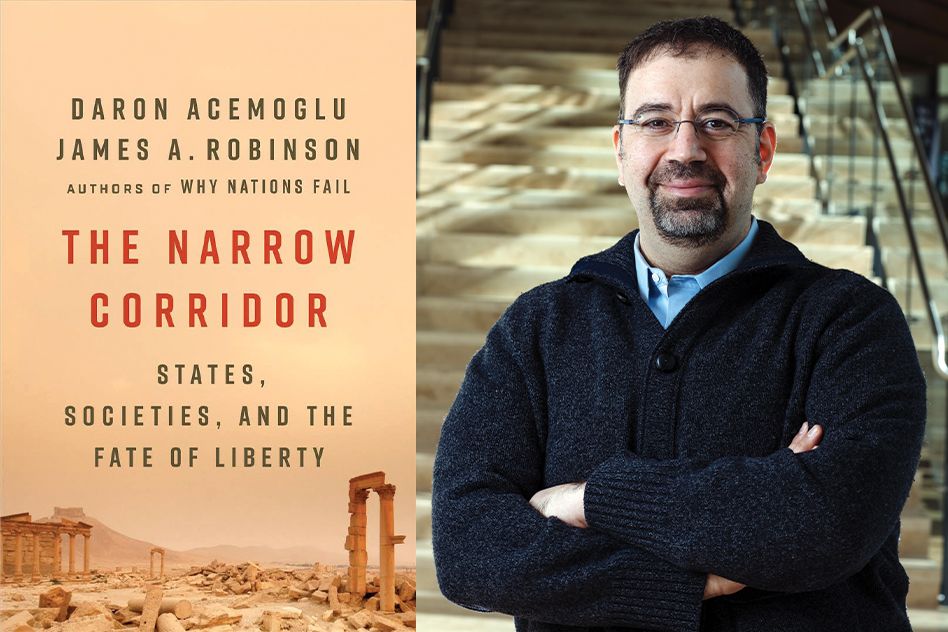 DARON ACEMOGLU
JAMES A. ROBINSON
AUTHORS OF WHY NATIONS FAIL
THE NARROW
CORRIDOR
STATES,
SOCIETIES, AND THE
FATE OF LIBERTY